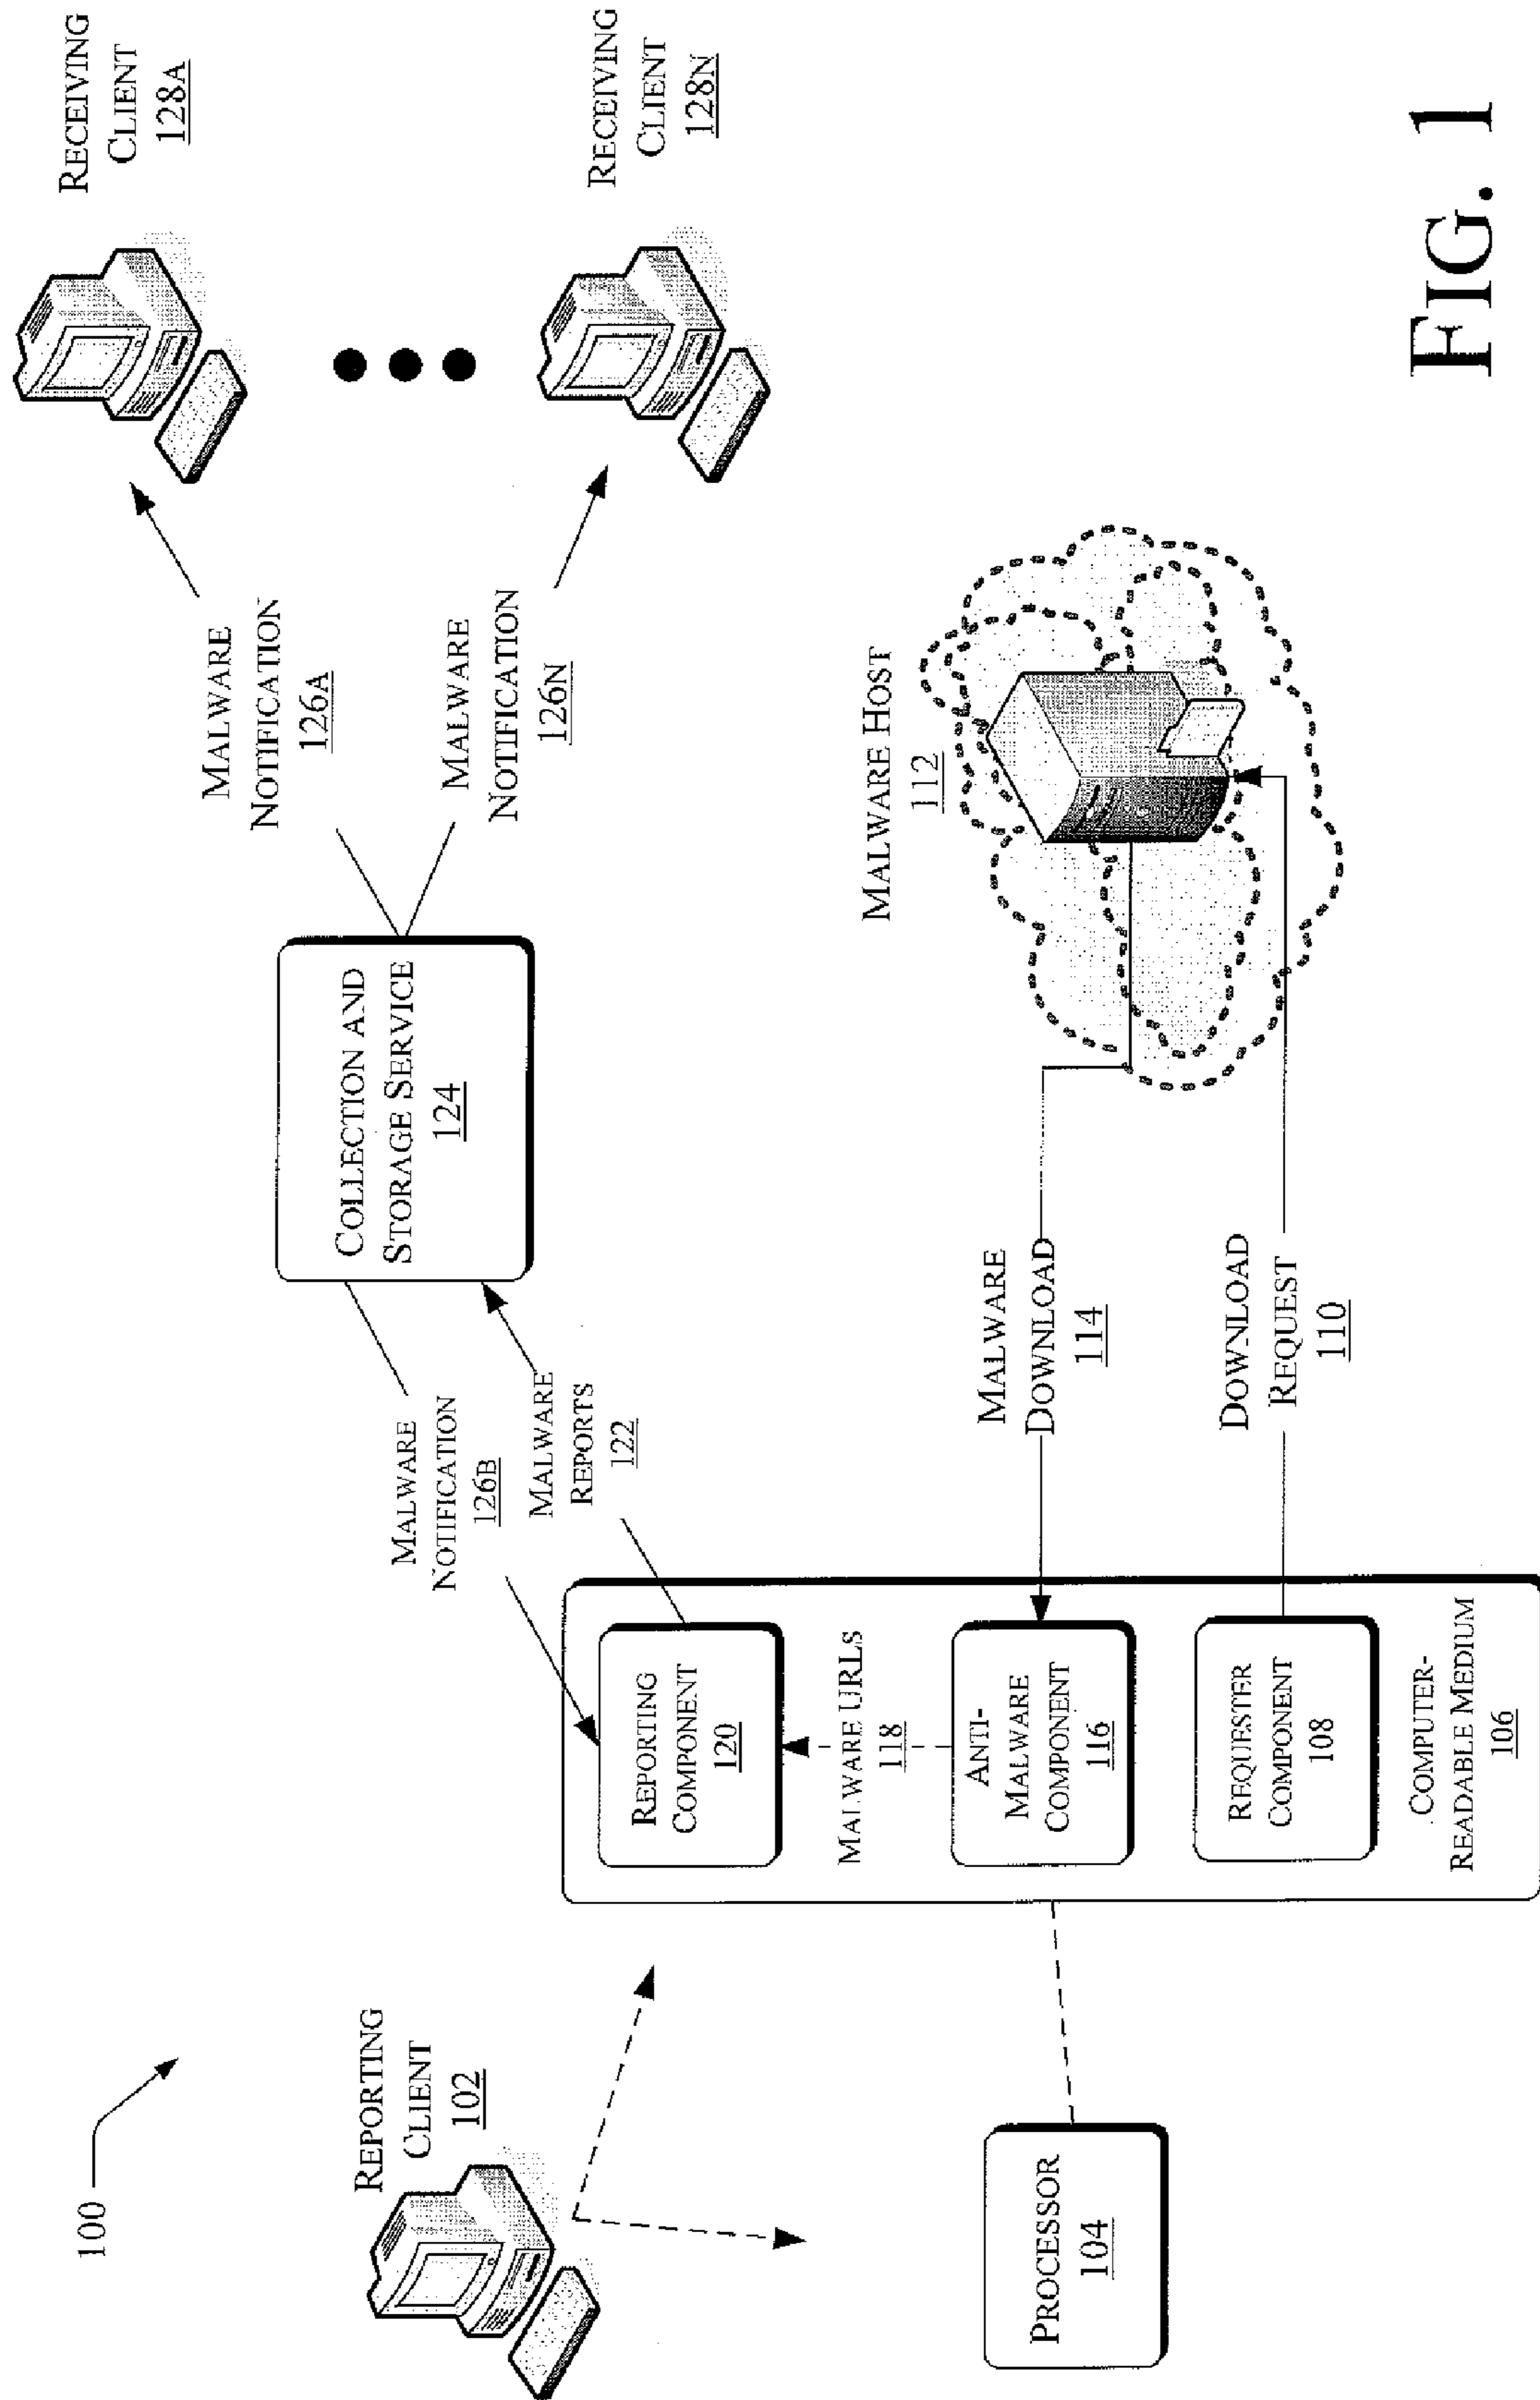 100
REPORTING
CLIENT
102
PROCESSOR
104
REPORTING
COMPONENT
120
MALWARE URLS
118
ANTI-
MALWARE
COMPONENT
116
REQUESTER
COMPONENT
108
COMPUTER-
READABLE MEDIUM
106
MALWARE
NOTIFICATION
126B
MALWARE
REPORTS
122
COLLECTION AND
STORAGE SERVICE
124
MALWARE
DOWNLOAD
114
DOWNLOAD
REQUEST
110
MALWARE HOST
112
MALWARE
NOTIFICATION
126A
MALWARE
NOTIFICATION
126N
RECEIVING
CLIENT
128A
RECEIVING
CLIENT
128N
FIG. 1